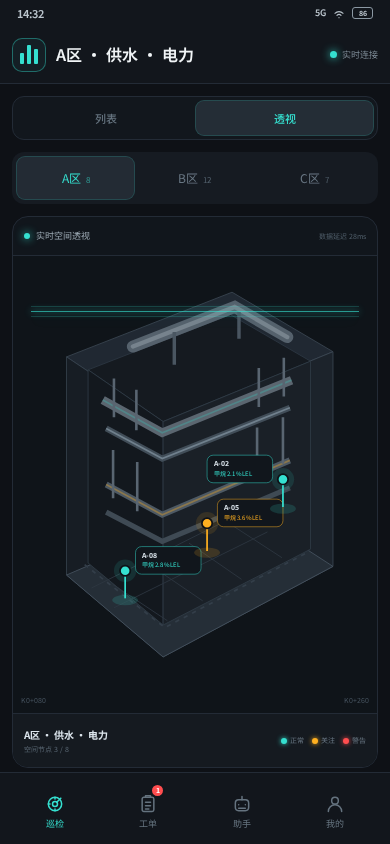 14:32
5G 86
A区 • 供水 • 电力
实时连接
列表 透视
A区 8 B区 12 C区 7
实时空间透视 数据延迟 28ms
A-02
甲烷 2.1%LEL
A-05
甲烷 3.6%LEL
A-08
甲烷 2.8%LEL
K0+080 K0+260
A区 • 供水 • 电力
空间节点 3 / 8
正常 关注 警告
1
巡检 工单 助手 我的